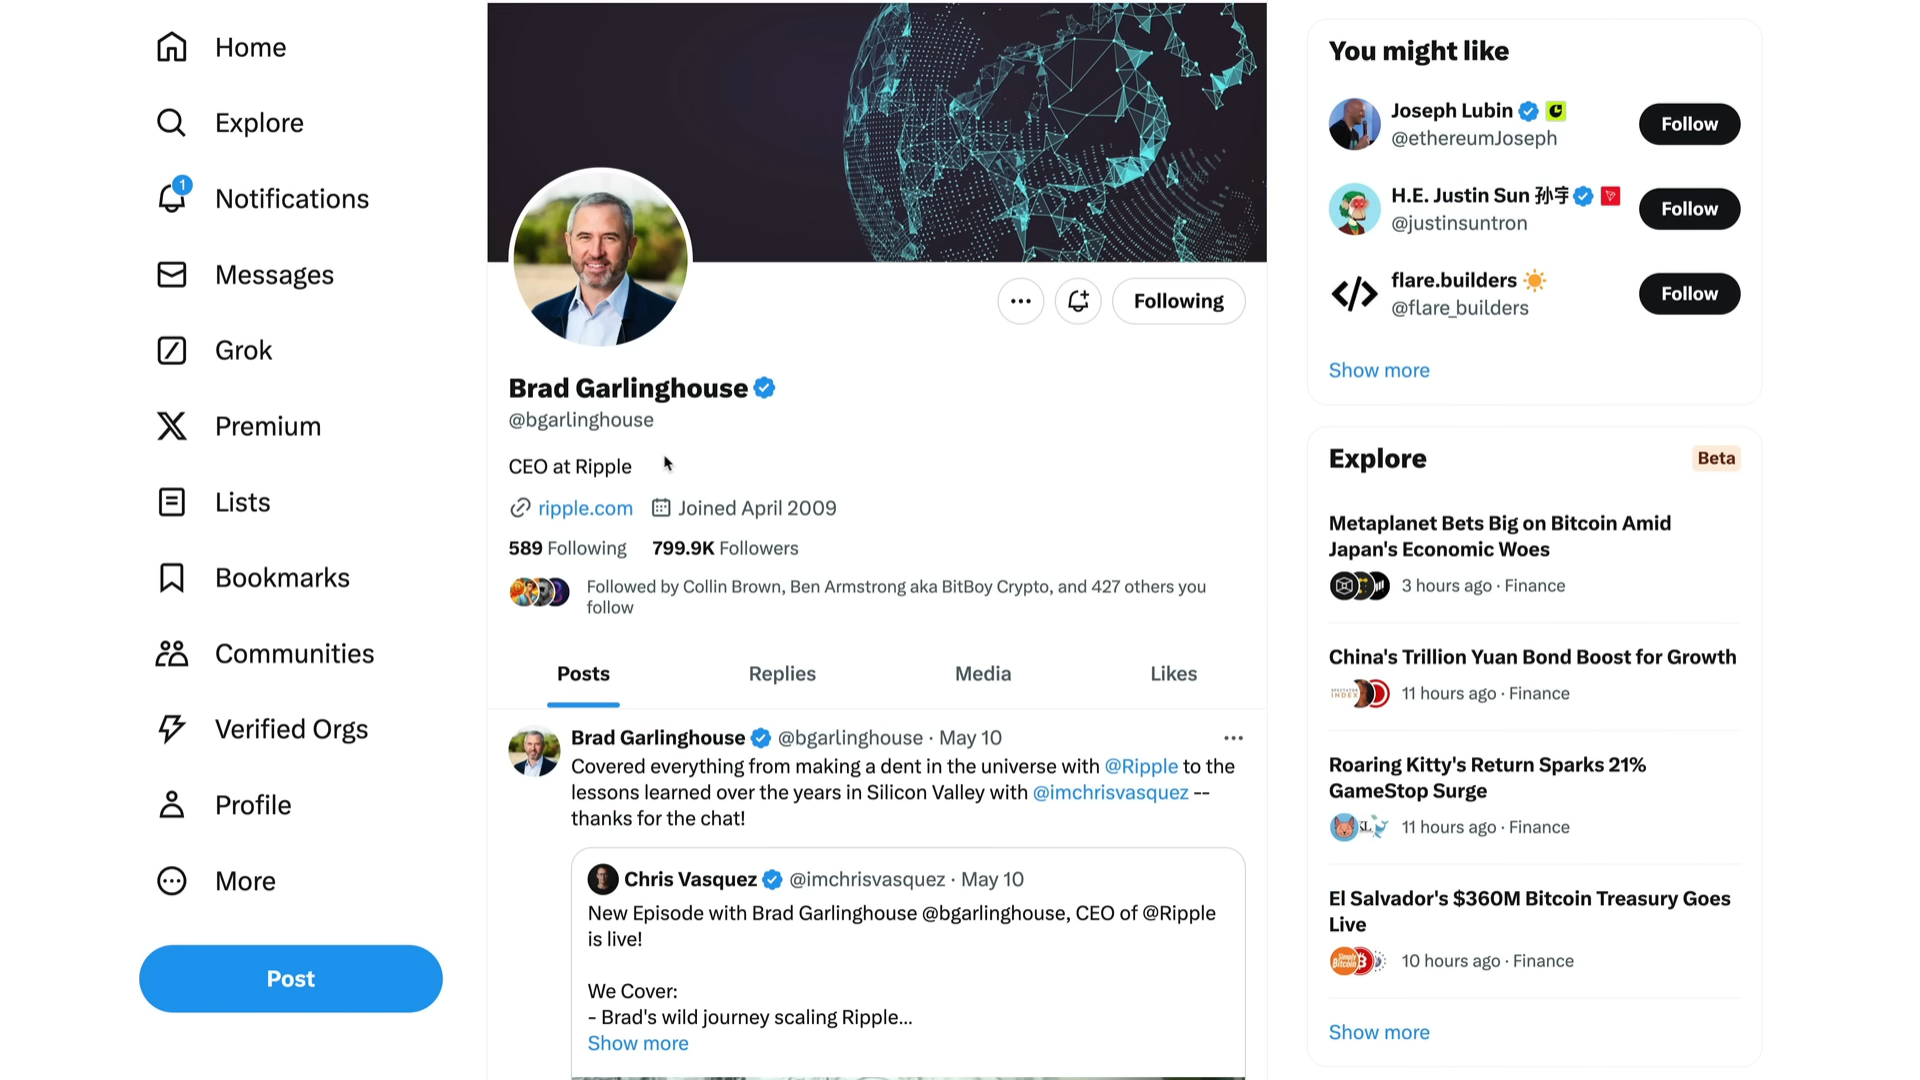 Home
Explore
1
Notifications
Messages
Grok
Premium
Lists
Bookmarks
Communities
Verified Orgs
Profile
More
Post
Following
Brad Garlinghouse
@bgarlinghouse
CEO at Ripple
ripple.com Joined April 2009
589 Following 799.9K Followers
Followed by Collin Brown, Ben Armstrong aka BitBoy Crypto, and 427 others you
follow
Posts Replies Media Likes
Brad Garlinghouse @bgarlinghouse · May 10
Covered everything from making a dent in the universe with @Ripple to the
lessons learned over the years in Silicon Valley with @imchrisvasquez --
thanks for the chat!
Chris Vasquez @imchrisvasquez · May 10
New Episode with Brad Garlinghouse @bgarlinghouse, CEO of @Ripple
is live!
We Cover:
- Brad's wild journey scaling Ripple...
Show more
You might like
Joseph Lubin
@ethereumJoseph
Follow
H.E. Justin Sun 孙宇
@justinsuntron
Follow
flare.builders
@flare_builders
Follow
Show more
Explore
Beta
Metaplanet Bets Big on Bitcoin Amid
Japan's Economic Woes
3 hours ago · Finance
China's Trillion Yuan Bond Boost for Growth
11 hours ago · Finance
Roaring Kitty's Return Sparks 21%
GameStop Surge
11 hours ago · Finance
El Salvador's $360M Bitcoin Treasury Goes
Live
10 hours ago · Finance
Show more